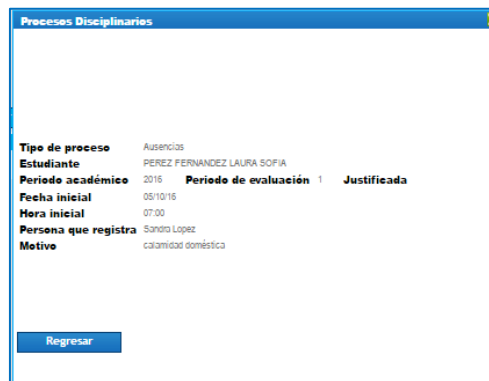 Procesos Disciplinarios
Tipo de proceso Ausencias
Estudiante PEREZ FERNANDEZ LAURA SOFIA
Periodo académico 2016 Periodo de evaluación 1 Justificada
Fecha inicial 05/10/16
Hora inicial 07:00
Persona que registra Sandra Lopez
Motivo calamidad doméstica
Regresar